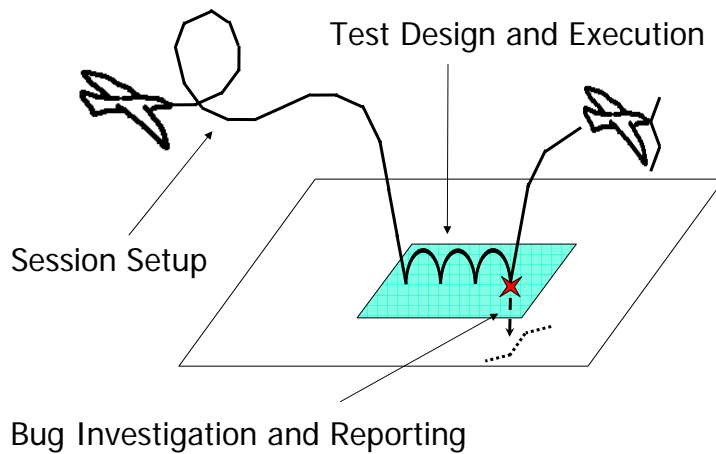 Test Design and Execution
Session Setup
Bug Investigation and Reporting